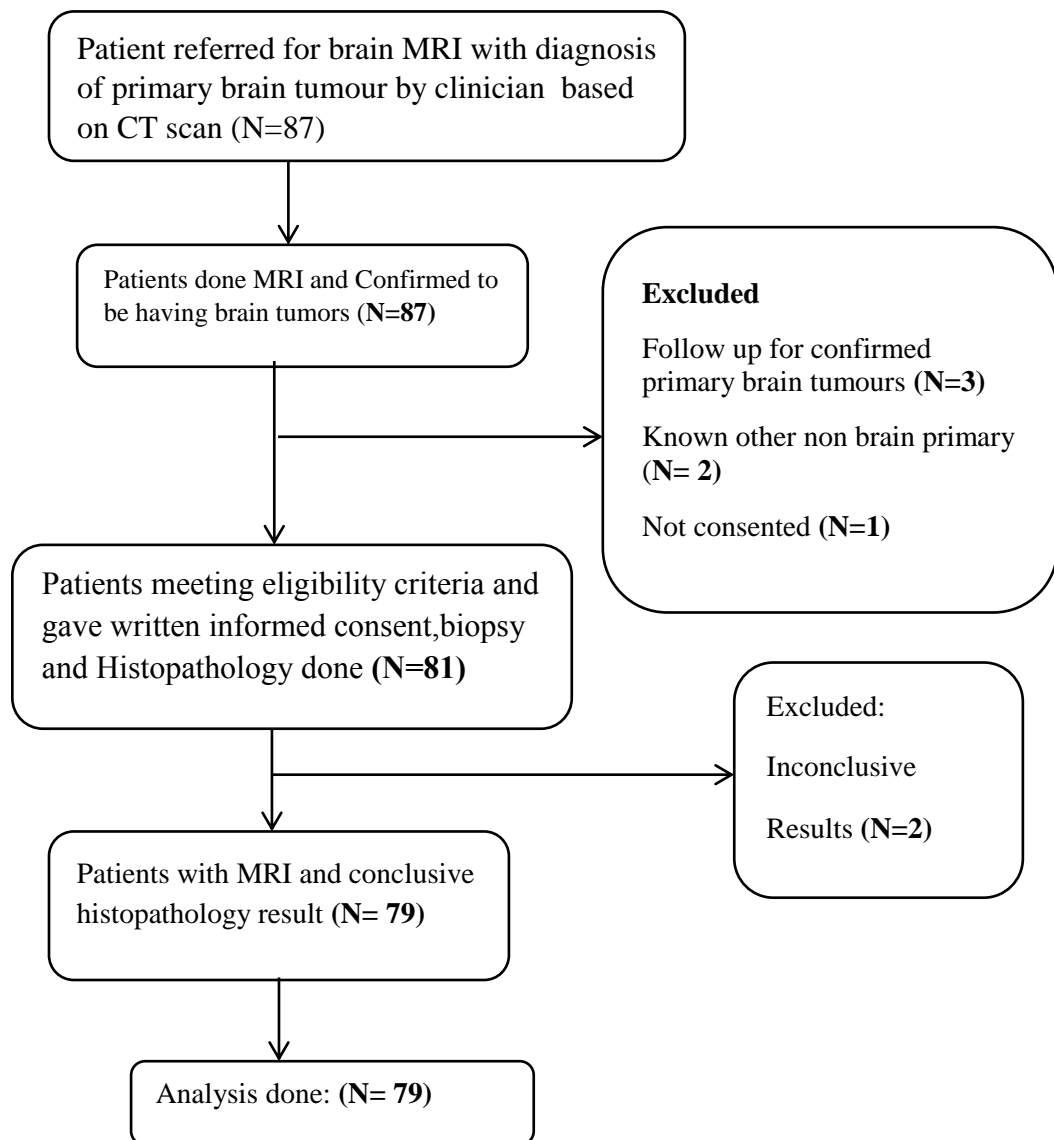 Patient referred for brain MRI with diagnosis
of primary brain tumour by clinician based
on CT scan (N=87)
Patients done MRI and Confirmed to
be having brain tumors (N=87)
Excluded
Follow up for confirmed
primary brain tumours (N=3)
Known other non brain primary
(N= 2)
Not consented (N=1)
Patients meeting eligibility criteria and
gave written informed consent,biopsy
and Histopathology done (N=81)
Excluded:
Inconclusive
Results (N=2)
Patients with MRI and conclusive
histopathology result (N= 79)
Analysis done: (N= 79)